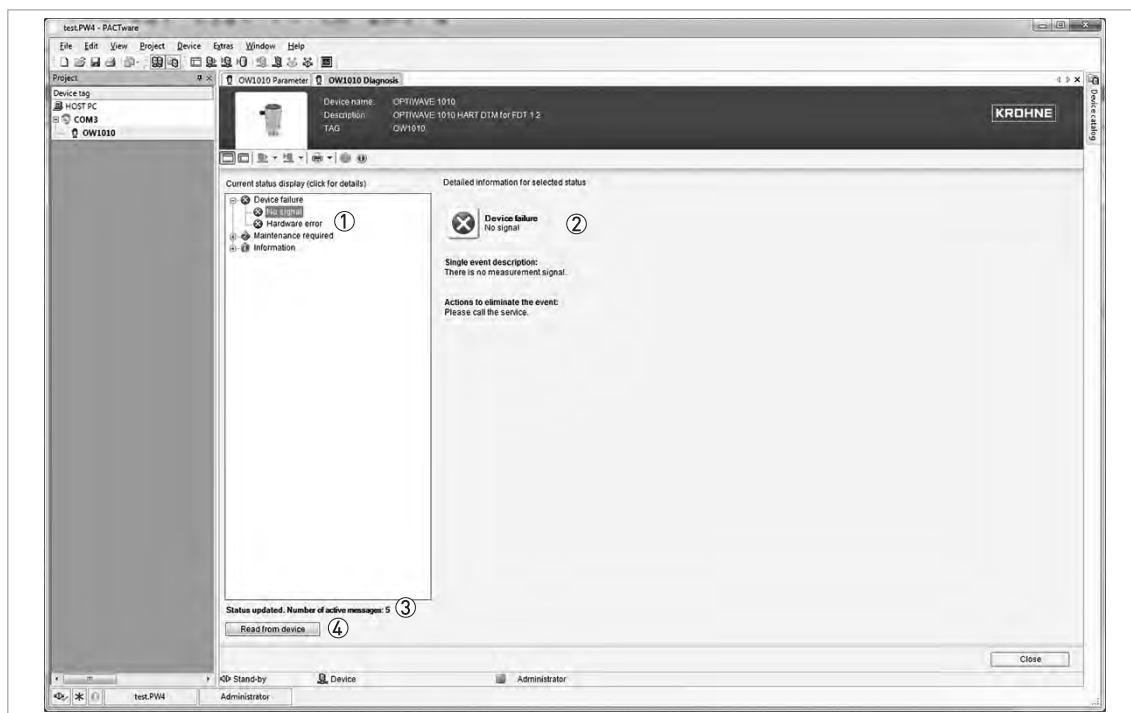 test.PW4 - PACTware
File Edit View Project Device Extras Window Help
Project
OW1010 Parameter OW1010 Diagnosis
Device tag
HOST PC
COM3
OW1010
Device name: OPTIWAVE 1010
Description: OPTIWAVE 1010 HART DTM for FDT 1.2
TAG OW1010
KROHNE
Device catalog
Current status display (click for details)
Detailed information for selected status
Device failure
No signal
Hardware error
Maintenance required
Information
①
Device failure
No signal
②
Single event description:
There is no measurement signal.
Actions to eliminate the event:
Please call the service.
Status updated. Number of active messages: 5 ③
Read from device ④
Close
Stand-by Device Administrator
test.PW4 Administrator